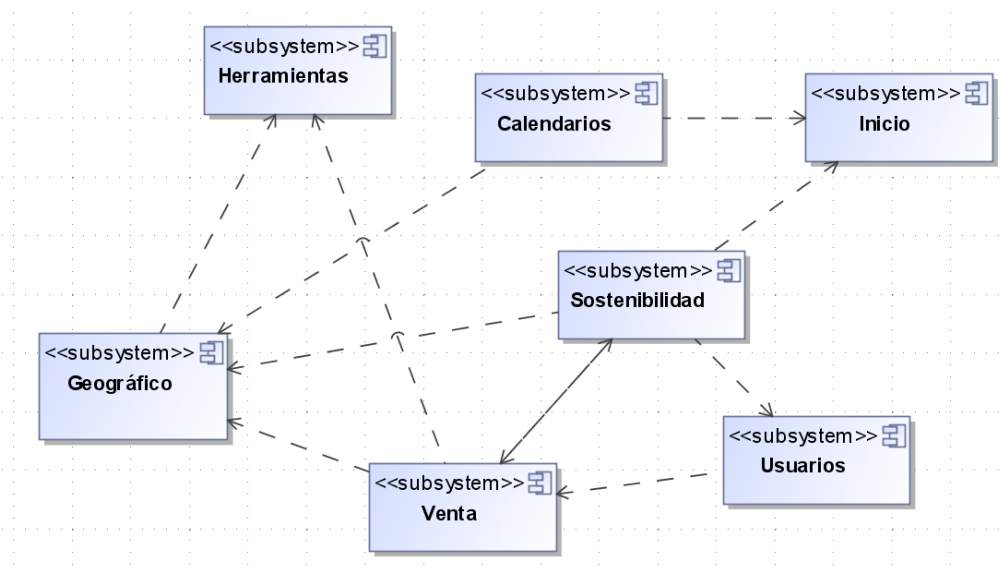 <<subsystem>>
Herramientas
<<subsystem>>
Calendarios
<<subsystem>>
Inicio
<<subsystem>>
Sostenibilidad
<<subsystem>>
Geográfico
<<subsystem>>
Usuarios
<<subsystem>>
Venta